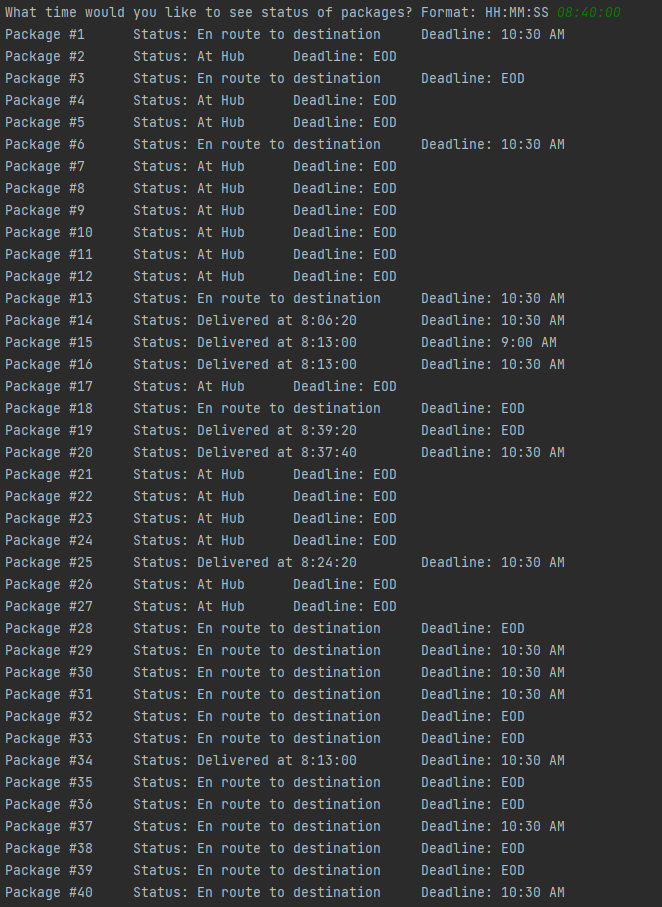 What time would you like to see status of packages? Format: HH:MM:SS 08:40:00
Package #1 Status: En route to destination Deadline: 10:30 AM
Package #2 Status: At Hub Deadline: EOD
Package #3 Status: En route to destination Deadline: EOD
Package #4 Status: At Hub Deadline: EOD
Package #5 Status: At Hub Deadline: EOD
Package #6 Status: En route to destination Deadline: 10:30 AM
Package #7 Status: At Hub Deadline: EOD
Package #8 Status: At Hub Deadline: EOD
Package #9 Status: At Hub Deadline: EOD
Package #10 Status: At Hub Deadline: EOD
Package #11 Status: At Hub Deadline: EOD
Package #12 Status: At Hub Deadline: EOD
Package #13 Status: En route to destination Deadline: 10:30 AM
Package #14 Status: Delivered at 8:06:20 Deadline: 10:30 AM
Package #15 Status: Delivered at 8:13:00 Deadline: 9:00 AM
Package #16 Status: Delivered at 8:13:00 Deadline: 10:30 AM
Package #17 Status: At Hub Deadline: EOD
Package #18 Status: En route to destination Deadline: EOD
Package #19 Status: Delivered at 8:39:20 Deadline: EOD
Package #20 Status: Delivered at 8:37:40 Deadline: 10:30 AM
Package #21 Status: At Hub Deadline: EOD
Package #22 Status: At Hub Deadline: EOD
Package #23 Status: At Hub Deadline: EOD
Package #24 Status: At Hub Deadline: EOD
Package #25 Status: Delivered at 8:24:20 Deadline: 10:30 AM
Package #26 Status: At Hub Deadline: EOD
Package #27 Status: At Hub Deadline: EOD
Package #28 Status: En route to destination Deadline: EOD
Package #29 Status: En route to destination Deadline: 10:30 AM
Package #30 Status: En route to destination Deadline: 10:30 AM
Package #31 Status: En route to destination Deadline: 10:30 AM
Package #32 Status: En route to destination Deadline: EOD
Package #33 Status: En route to destination Deadline: EOD
Package #34 Status: Delivered at 8:13:00 Deadline: 10:30 AM
Package #35 Status: En route to destination Deadline: EOD
Package #36 Status: En route to destination Deadline: EOD
Package #37 Status: En route to destination Deadline: 10:30 AM
Package #38 Status: En route to destination Deadline: EOD
Package #39 Status: En route to destination Deadline: EOD
Package #40 Status: En route to destination Deadline: 10:30 AM